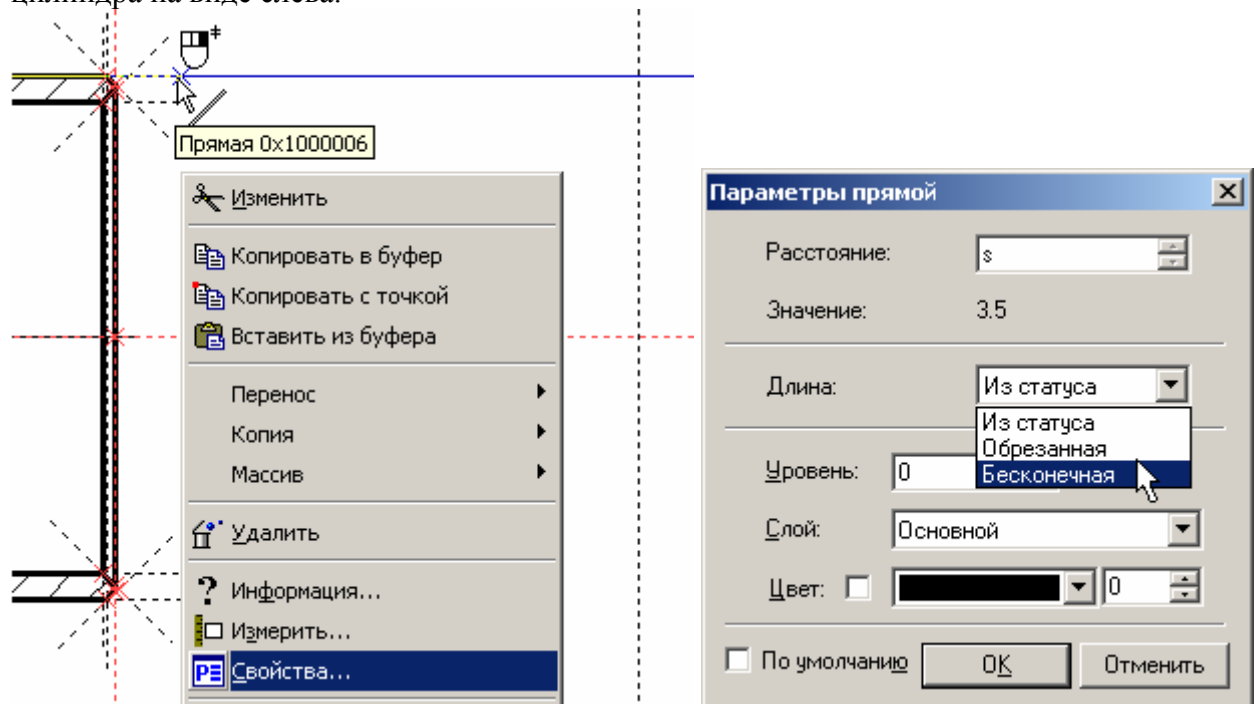 цилиндра на виде слева.
Прямая 0x1000006
Изменить
Копировать в буфер
Копировать с точкой
Вставить из буфера
Перенос
Копия
Массив
Удалить
Информация...
Измерить...
Свойства...
Параметры прямой
Расстояние: s
Значение: 3.5
Длина: Из статуса
Из статуса
Обрезанная
Бесконечная
Уровень: 0
Слой: Основной
Цвет: 0
По умолчанию OK Отменить